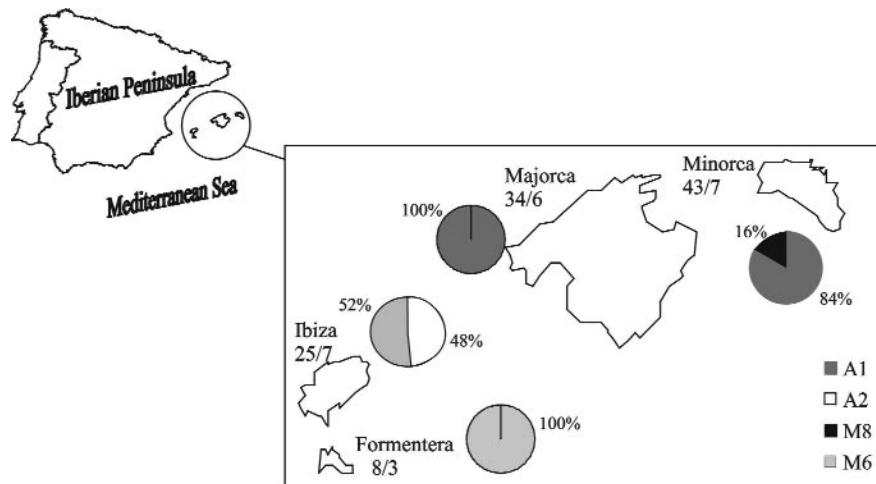 Iberian Peninsula
Mediterranean Sea
Majorca
34/6
Minorca
43/7
100%
16%
84%
52%
48%
Ibiza
25/7
100%
Formentera
8/3
A1
A2
M8
M6